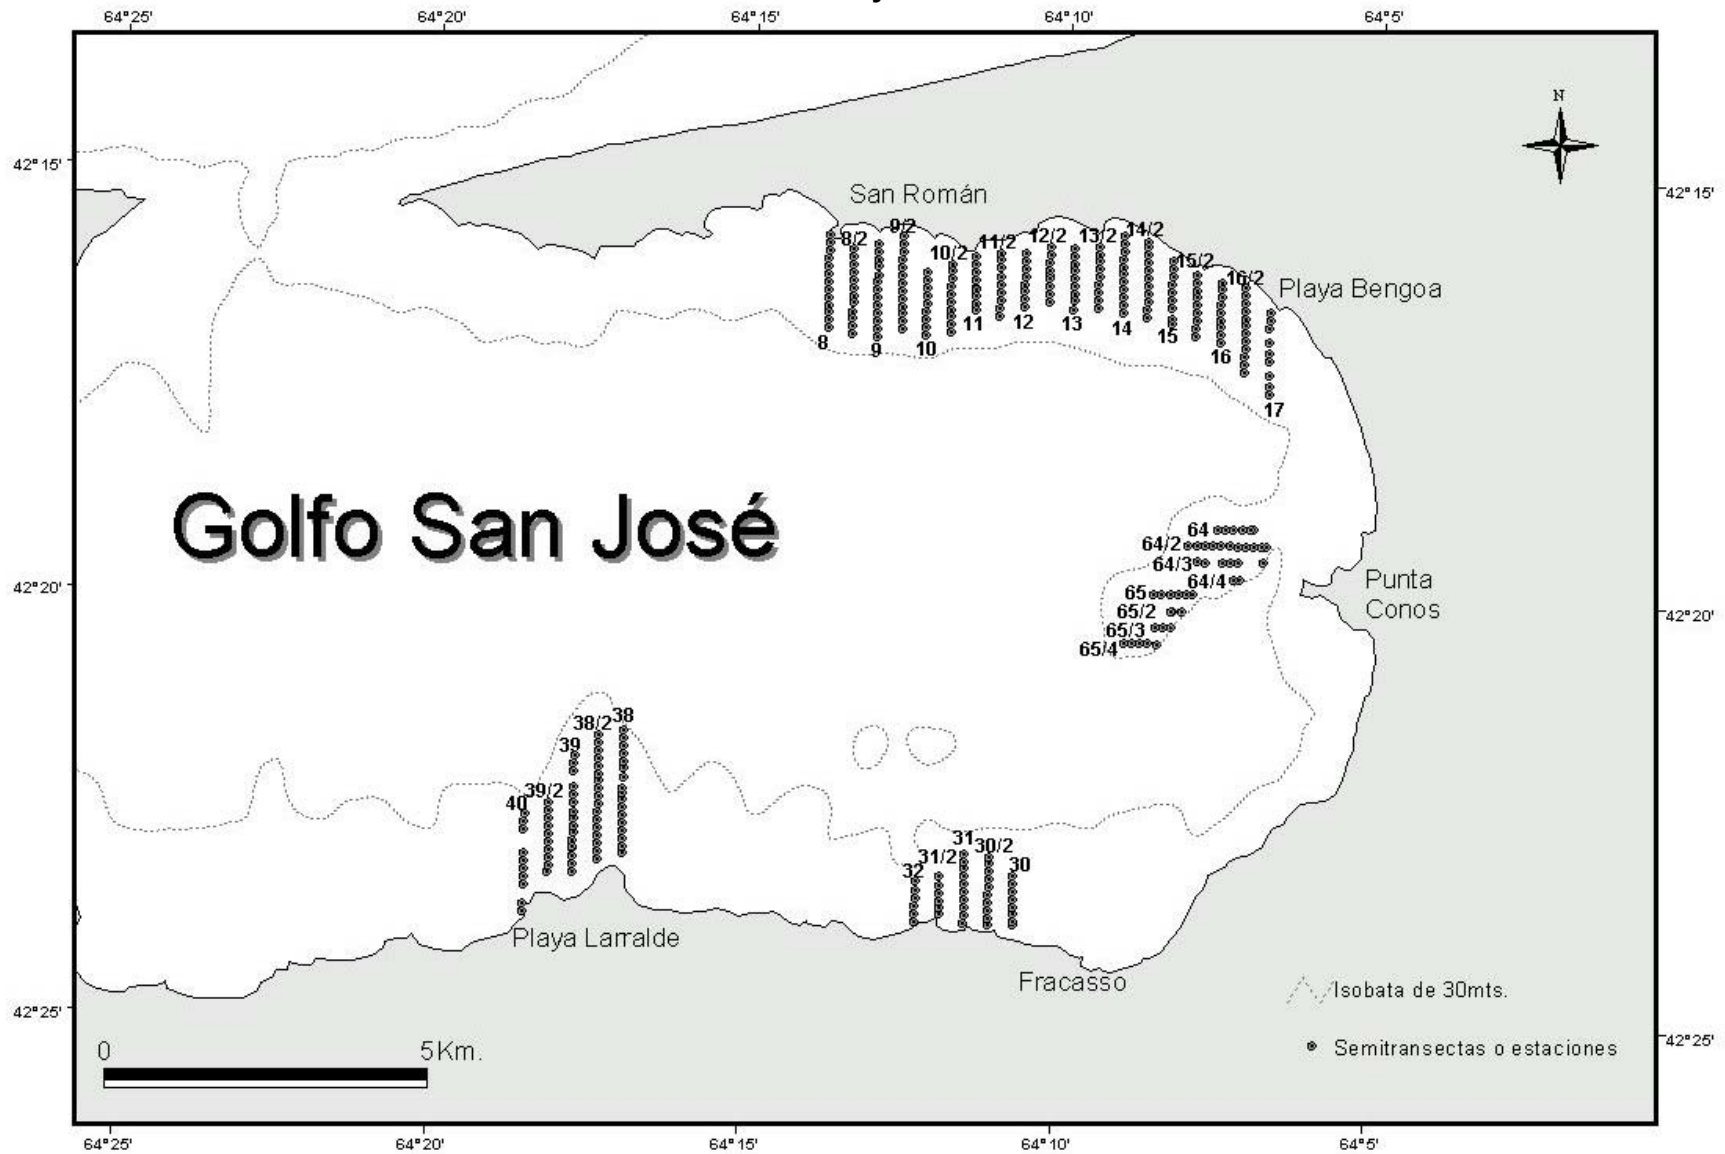 64°25' 64°20' 64°15' 64°10' 64°5'
N
42°15'
42°15'
San Román
8/2 9/2 10/2 11/2 12/2 13/2 14/2 15/2 16/2
Playa Bengoa
8 9 10 11 12 13 14 15 16 17
Golfo San José
64
64/2
64/3
64/4
65
65/2
65/3
65/4
42°20'
42°20'
Punta
Conos
40 39/2 39 38/2 38
32 31/2 31 30/2 30
Playa Larralde
Fracasso
Isobata de 30mts.
42°25'
42°25'
0 5Km.
Semitransectas o estaciones
64°25' 64°20' 64°15' 64°10' 64°5'